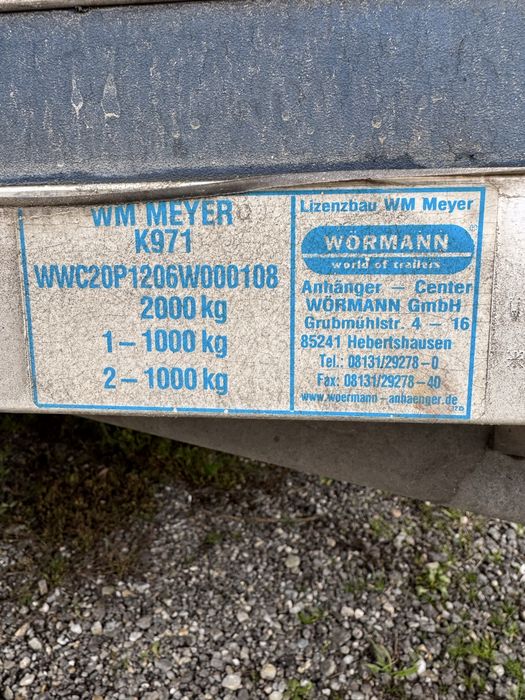 WM MEYER
K971
WWC20P1206W000108
2000 kg
1 – 1000 kg
2 – 1000 kg
Lizenzbau WM Meyer
WÖRMANN
world of trailers
Anhänger – Center
WÖRMANN GmbH
Grubmühlstr. 4 – 16
85241 Hebertshausen
Tel.: 08131/29278–0
Fax: 08131/29278–40
www.woermann–anhaenger.de